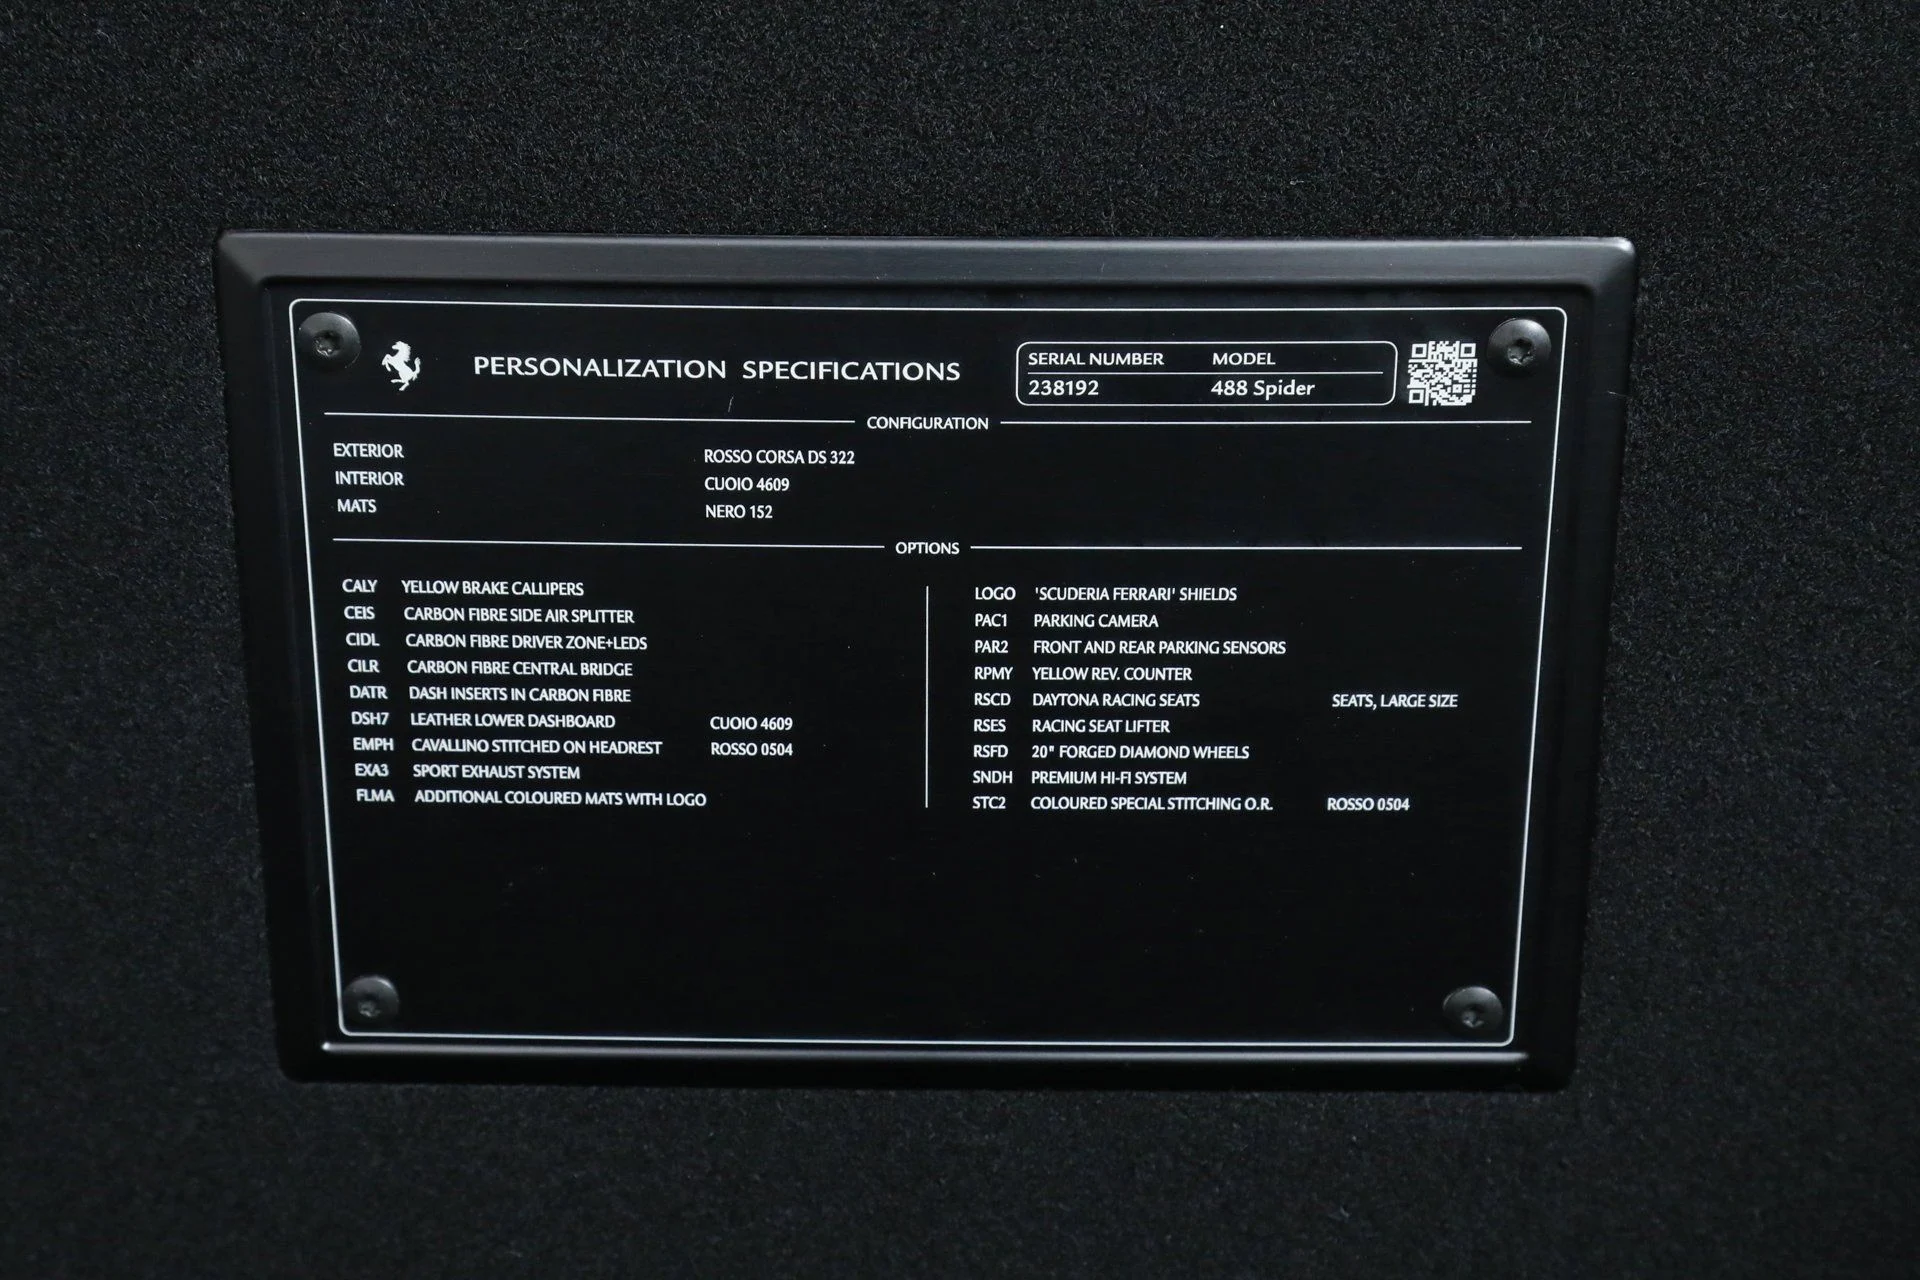 PERSONALIZATION SPECIFICATIONS
SERIAL NUMBER MODEL
238192 488 Spider
CONFIGURATION
EXTERIOR ROSSO CORSA DS 322
INTERIOR CUOIO 4609
MATS NERO 152
OPTIONS
CALY YELLOW BRAKE CALLIPERS
CEIS CARBON FIBRE SIDE AIR SPLITTER
CIDL CARBON FIBRE DRIVER ZONE+LEDS
CILR CARBON FIBRE CENTRAL BRIDGE
DATR DASH INSERTS IN CARBON FIBRE
DSH7 LEATHER LOWER DASHBOARD CUOIO 4609
EMPH CAVALLINO STITCHED ON HEADREST ROSSO 0504
EXA3 SPORT EXHAUST SYSTEM
FLMA ADDITIONAL COLOURED MATS WITH LOGO
LOGO 'SCUDERIA FERRARI' SHIELDS
PAC1 PARKING CAMERA
PAR2 FRONT AND REAR PARKING SENSORS
RPMY YELLOW REV. COUNTER
RSCD DAYTONA RACING SEATS SEATS, LARGE SIZE
RSES RACING SEAT LIFTER
RSFD 20" FORGED DIAMOND WHEELS
SNDH PREMIUM HI-FI SYSTEM
STC2 COLOURED SPECIAL STITCHING O.R. ROSSO 0504